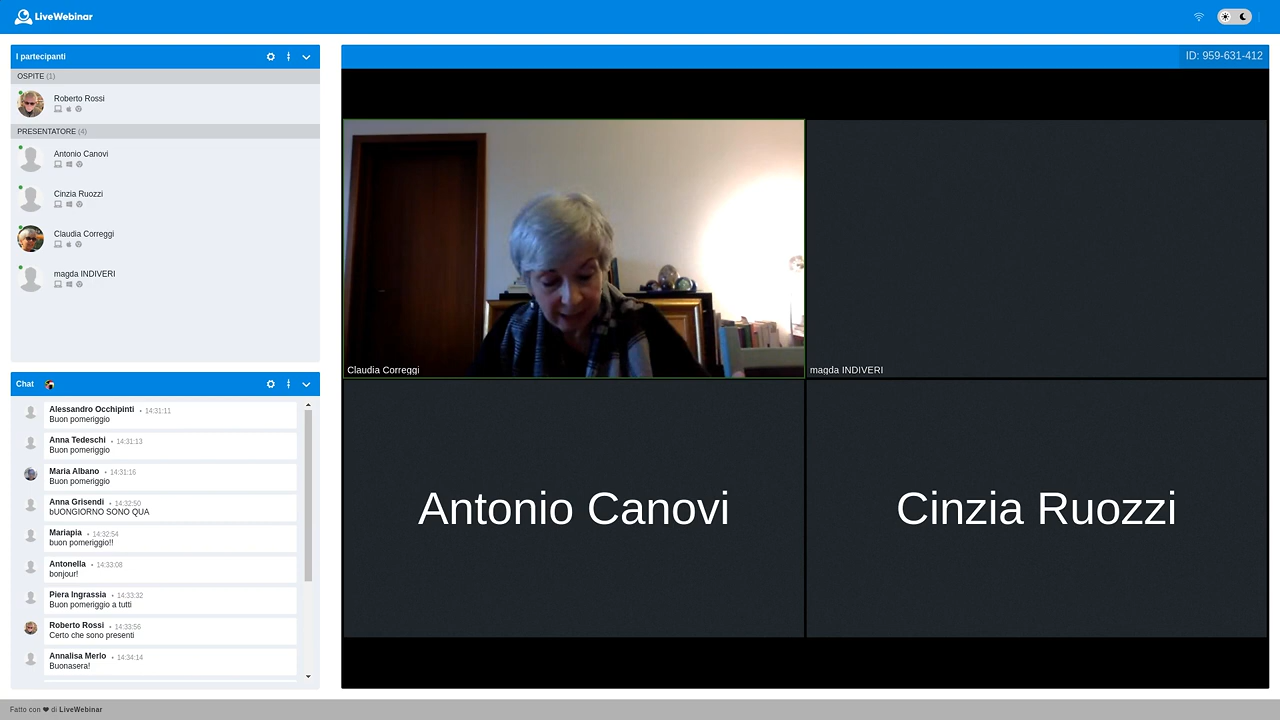 LiveWebinar
I partecipanti
OSPITE (1)
Roberto Rossi
PRESENTATORE (4)
Antonio Canovi
Cinzia Ruozzi
Claudia Correggi
magda INDIVERI
Chat
Alessandro Occhipinti • 14:31:11
Buon pomeriggio
Anna Tedeschi • 14:31:13
Buon pomeriggio
Maria Albano • 14:31:16
Buon pomeriggio
Anna Grisendi • 14:32:50
bUONGIORNO SONO QUA
Mariapia • 14:32:54
buon pomeriggio!!
Antonella • 14:33:08
bonjour!
Piera Ingrassia • 14:33:32
Buon pomeriggio a tutti
Roberto Rossi • 14:33:56
Certo che sono presenti
Annalisa Merlo • 14:34:14
Buonasera!
ID: 959-631-412
Claudia Correggi
magda INDIVERI
Antonio Canovi
Cinzia Ruozzi
Fatto con ❤ di LiveWebinar